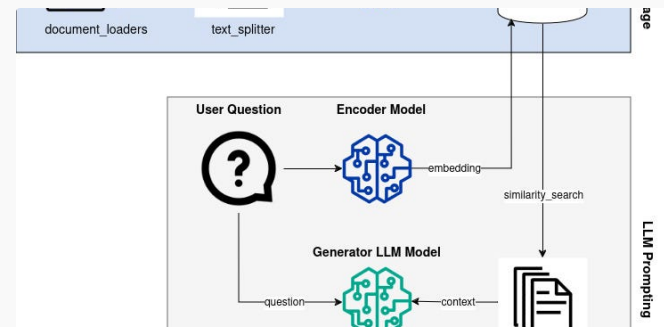 document_loaders
text_splitter
age
User Question
Encoder Model
embedding
similarity_search
Generator LLM Model
question
context
LLM Prompting